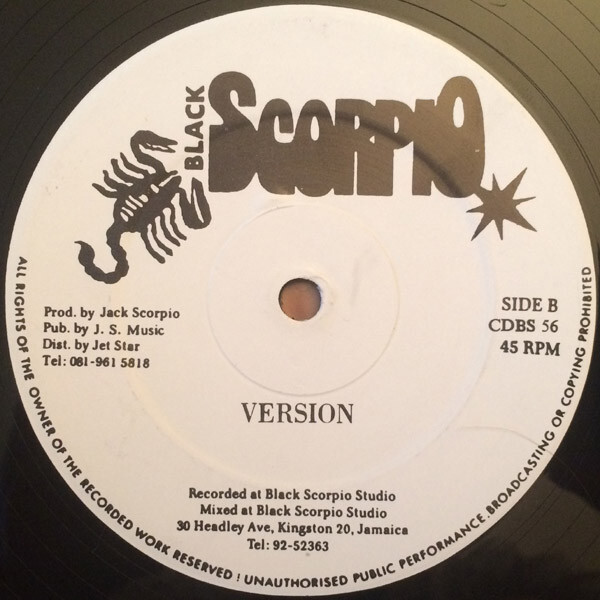 BLACK
SCORPIO
Prod. by Jack Scorpio
Pub. by J. S. Music
Dist. by Jet Star
Tel: 081-961 5818
SIDE B
CDBS 56
45 RPM
VERSION
Recorded at Black Scorpio Studio
Mixed at Black Scorpio Studio
30 Headley Ave, Kingston 20, Jamaica
Tel: 92-52363
ALL RIGHTS OF THE OWNER OF THE RECORDED WORK RESERVED ! UNAUTHORISED PUBLIC PERFORMANCE. BROADCASTING OR COPYING PROHIBITED